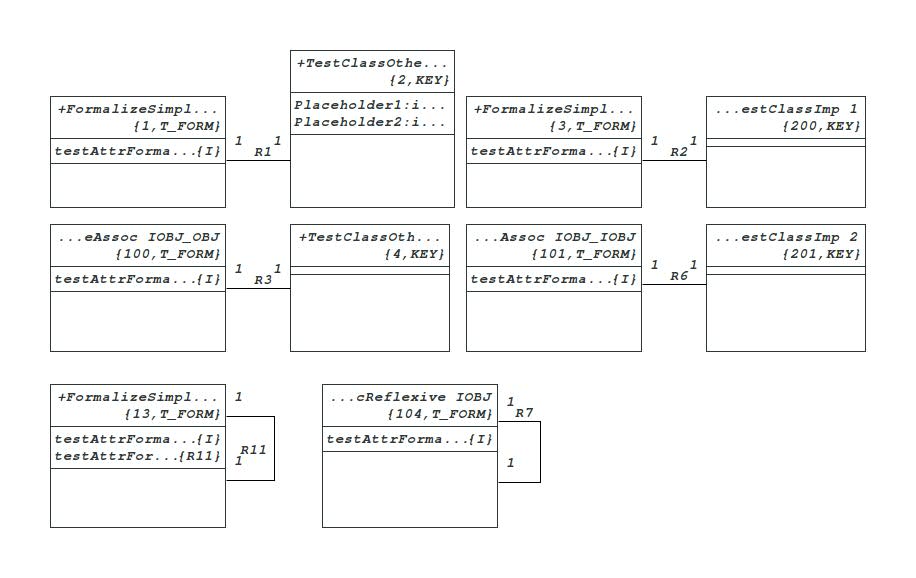 +FormalizeSimpl...
{1,T_FORM}
testAttrForma...{I}
1
1
R1
+TestClassOthe...
{2,KEY}
Placeholder1:i...
Placeholder2:i...
+FormalizeSimpl...
{3,T_FORM}
testAttrForma...{I}
1
1
R2
...estClassImp 1
{200,KEY}
...eAssoc IOBJ_OBJ
{100,T_FORM}
testAttrForma...{I}
1
1
R3
+TestClassOth...
{4,KEY}
...Assoc IOBJ_IOBJ
{101,T_FORM}
testAttrForma...{I}
1
1
R6
...estClassImp 2
{201,KEY}
+FormalizeSimpl...
{13,T_FORM}
testAttrForma...{I}
testAttrFor...{R11}
1
R11
1
...cReflexive IOBJ
{104,T_FORM}
testAttrForma...{I}
1
R7
1